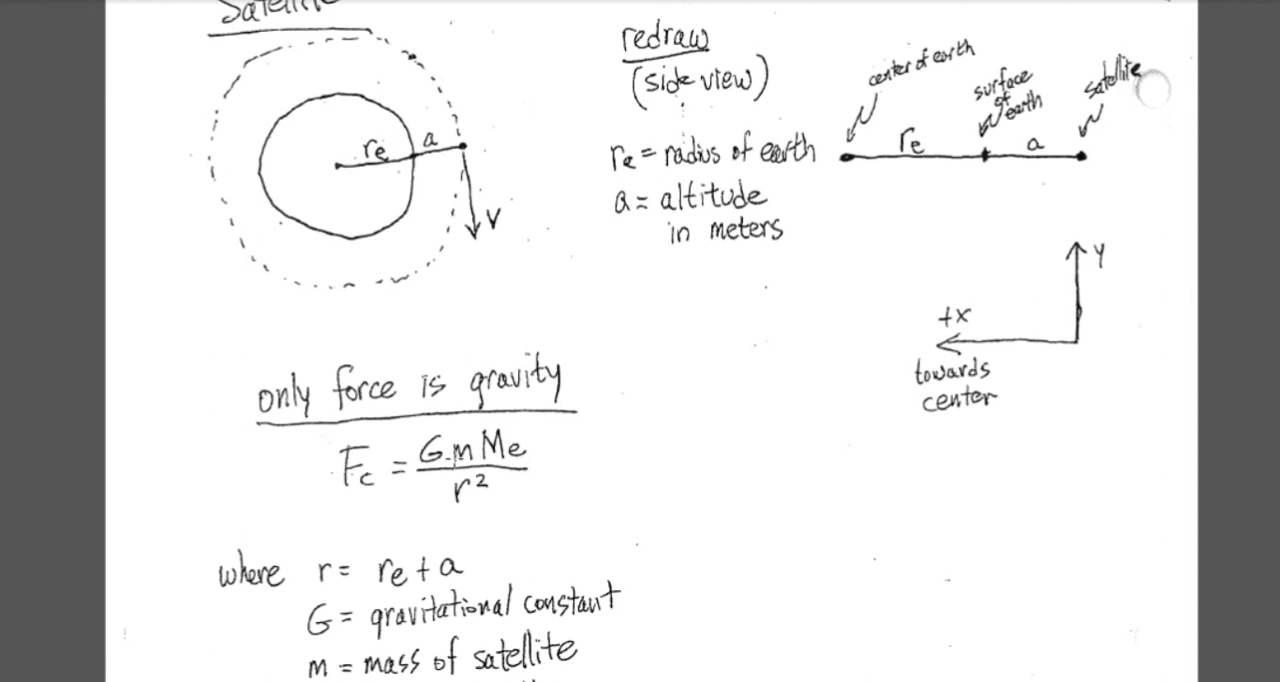 Satellite
re
a
V
redraw
(side view)
re = radius of earth
a = altitude
in meters
center of earth
surface
of
earth
satellite
re
a
Y
+x
towards
center
only force is gravity
Fc = G m Me
r²
where r = re + a
G = gravitational constant
m = mass of satellite